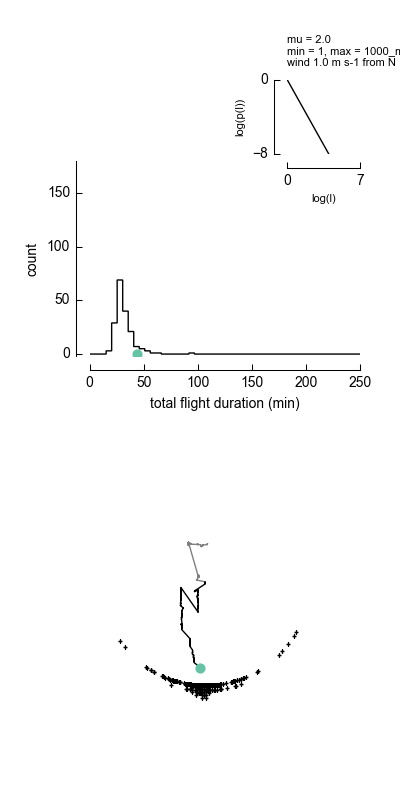 mu = 2.0
min = 1, max = 1000_m
wind 1.0 m s-1 from N
0
log(p(l))
−8
0 7
log(l)
150
100
count
50
0
0 50 100 150 200 250
total flight duration (min)